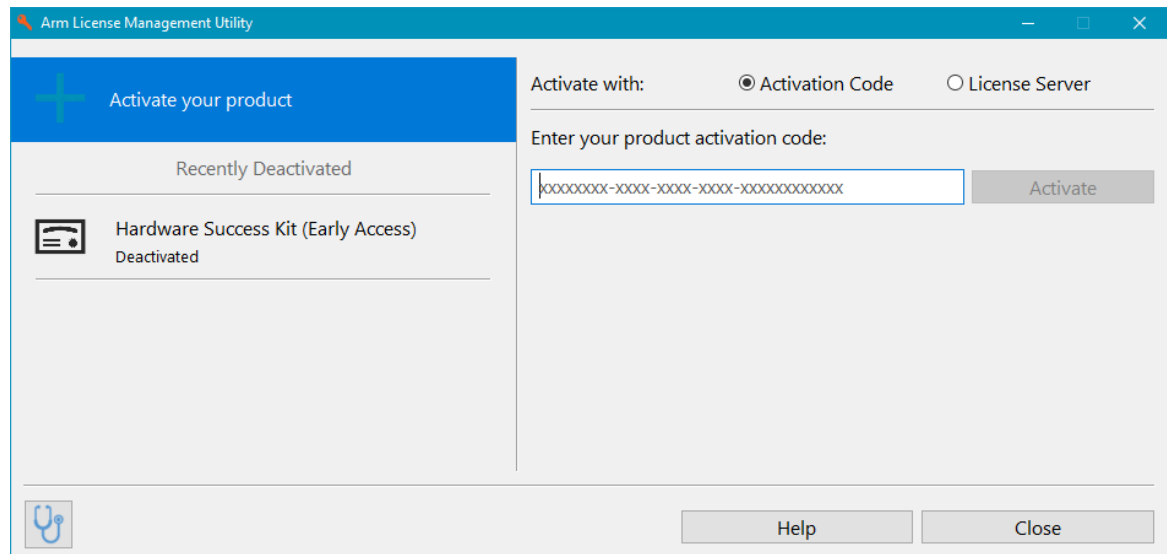 Arm License Management Utility
Activate your product
Recently Deactivated
Hardware Success Kit (Early Access)
Deactivated
Activate with: Activation Code License Server
Enter your product activation code:
xxxxxxxx-xxxx-xxxx-xxxx-xxxxxxxxxxxx Activate
Help Close